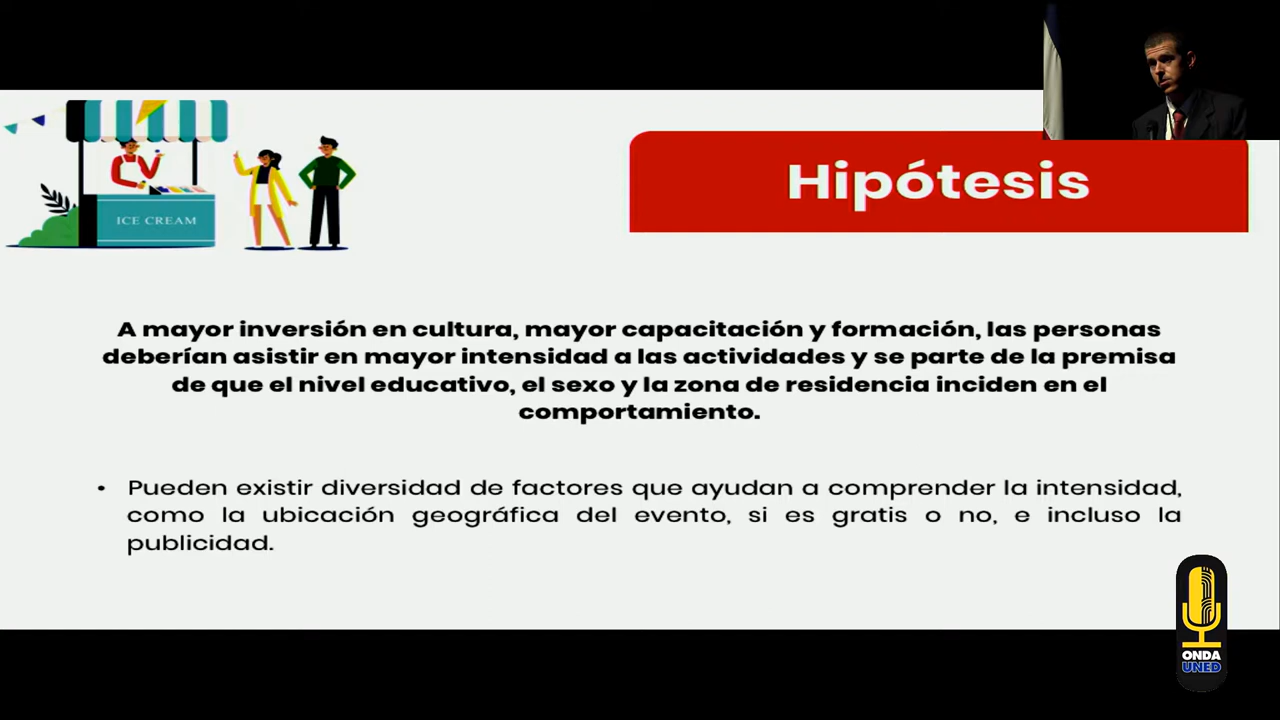 Hipótesis
ICE CREAM
A mayor inversión en cultura, mayor capacitación y formación, las personas
deberían asistir en mayor intensidad a las actividades y se parte de la premisa
de que el nivel educativo, el sexo y la zona de residencia inciden en el
comportamiento.
• Pueden existir diversidad de factores que ayudan a comprender la intensidad,
como la ubicación geográfica del evento, si es gratis o no, e incluso la
publicidad.
ONDA
UNED